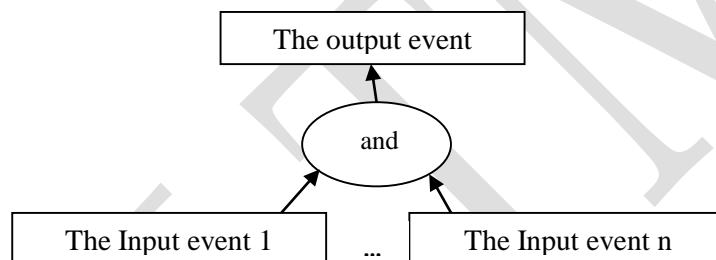 The output event
and
The Input event 1
...
The Input event n